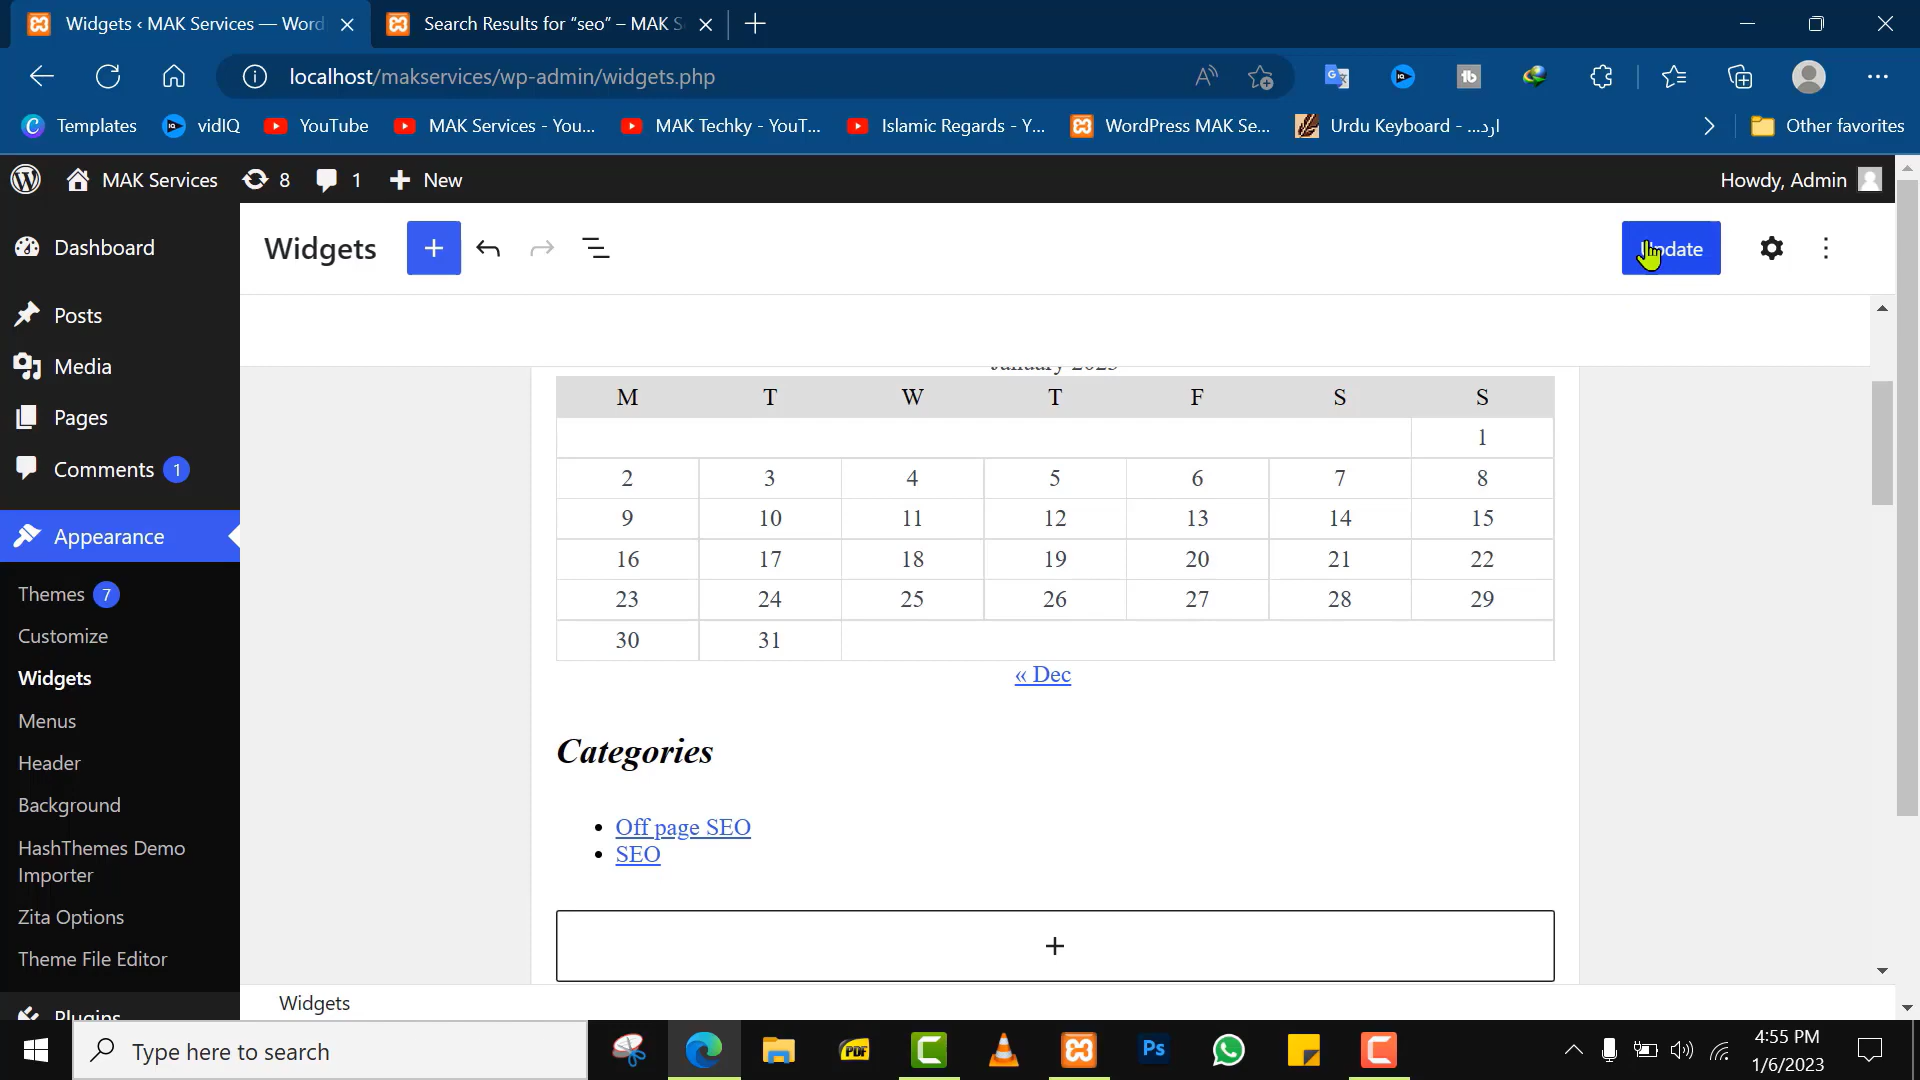 Widgets ‹ MAK Services — Word
Search Results for “seo” – MAK S
localhost/makservices/wp-admin/widgets.php
Templates
vidIQ
YouTube
MAK Services - You...
MAK Techky - YouT...
Islamic Regards - Y...
WordPress MAK Se...
Urdu Keyboard - ...ار
Other favorites
MAK Services
8
1
New
Howdy, Admin
Dashboard
Posts
Media
Pages
Comments 1
Appearance
Themes 7
Customize
Widgets
Menus
Header
Background
HashThemes Demo
Importer
Zita Options
Theme File Editor
Plugins
Widgets
Update
January 2023
M T W T F S S
1
2 3 4 5 6 7 8
9 10 11 12 13 14 15
16 17 18 19 20 21 22
23 24 25 26 27 28 29
30 31
« Dec
Categories
Off page SEO
SEO
Widgets
Type here to search
PDF
Ps
4:55 PM
1/6/2023